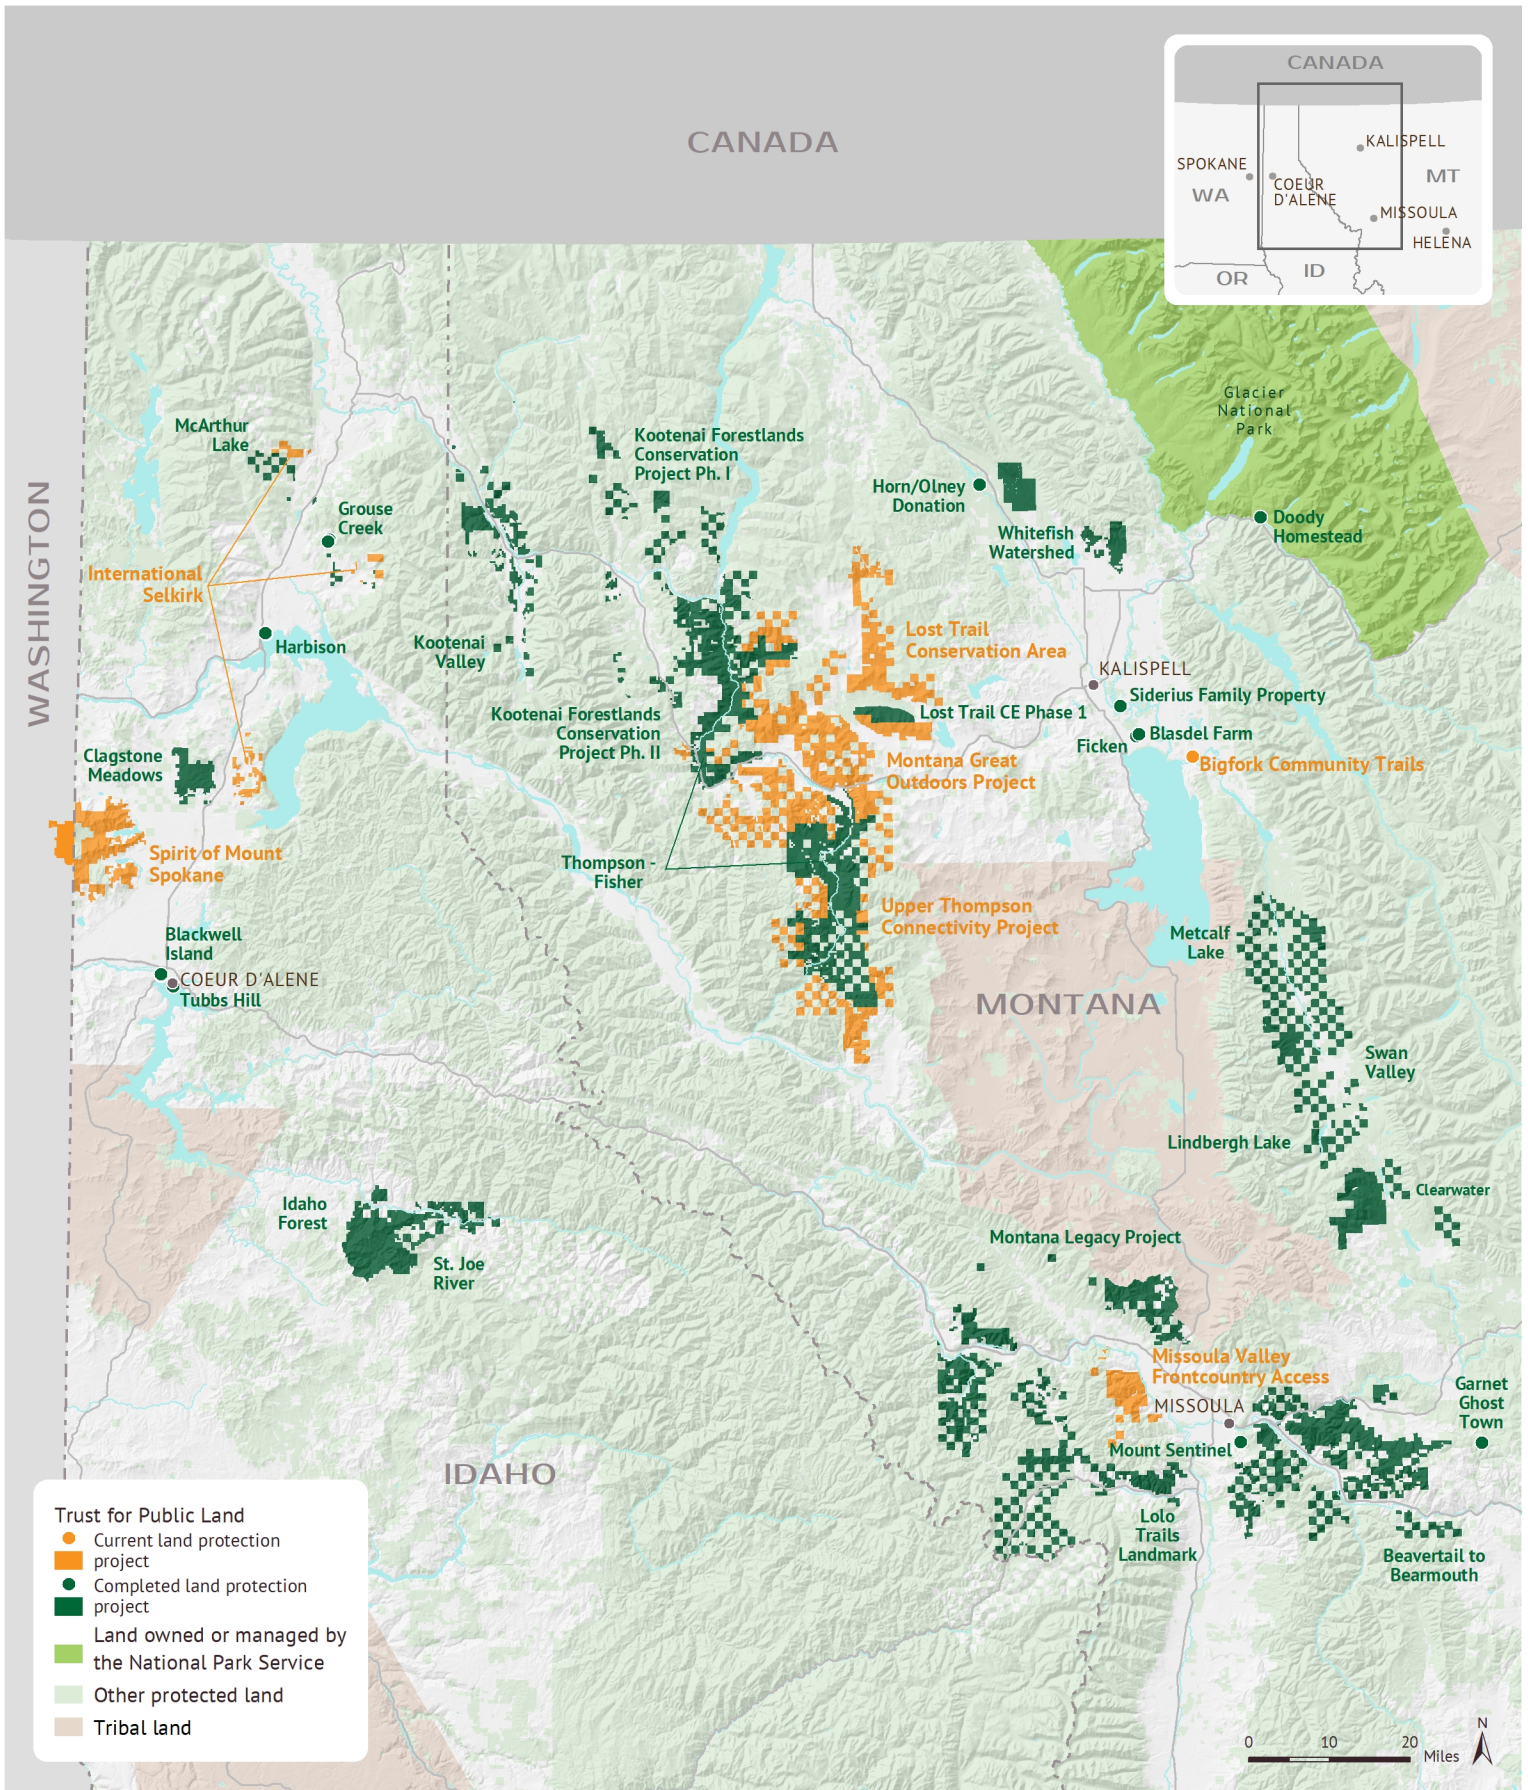 CANADA
CANADA
KALISPELL
SPOKANE
MT
COEUR
D'ALENE
WA
MISSOULA
HELENA
OR
ID
WASHINGTON
Glacier
National
Park
McArthur
Lake
Kootenai Forestlands
Conservation
Project Ph. I
Horn/Olney
Donation
Grouse
Creek
Whitefish
Watershed
Doody
Homestead
International
Selkirk
Harbison
Kootenai
Valley
Lost Trail
Conservation Area
KALISPELL
Siderius Family Property
Kootenai Forestlands
Conservation
Project Ph. II
Lost Trail CE Phase 1
Blasdel Farm
Ficken
Clagstone
Meadows
Montana Great
Outdoors Project
Bigfork Community Trails
Spirit of Mount
Spokane
Thompson -
Fisher
Upper Thompson
Connectivity Project
Metcalf
Lake
Blackwell
Island
COEUR D'ALENE
Tubbs Hill
MONTANA
Swan
Valley
Lindbergh Lake
Clearwater
Idaho
Forest
St. Joe
River
Montana Legacy Project
Missoula Valley
Frontcountry Access
MISSOULA
Garnet
Ghost
Town
Mount Sentinel
IDAHO
Lolo
Trails
Landmark
Beavertail to
Bearmouth
Trust for Public Land
Current land protection
project
Completed land protection
project
Land owned or managed by
the National Park Service
Other protected land
Tribal land
N
0 10 20
Miles